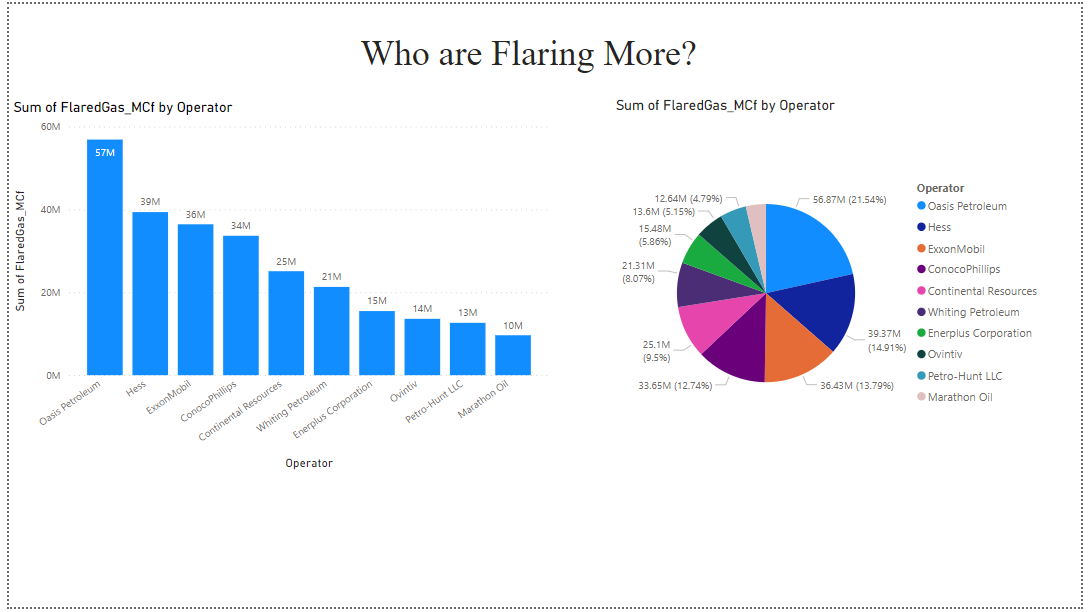 Who are Flaring More?
Sum of FlaredGas_MCf by Operator
Sum of FlaredGas_MCf
60M
40M
20M
0M
57M
39M
36M
34M
25M
21M
15M
14M
13M
10M
Oasis Petroleum
Hess
ExxonMobil
ConocoPhillips
Continental Resources
Whiting Petroleum
Enerplus Corporation
Ovintiv
Petro-Hunt LLC
Marathon Oil
Operator
Sum of FlaredGas_MCf by Operator
56.87M (21.54%)
39.37M
(14.91%)
36.43M (13.79%)
33.65M (12.74%)
25.1M
(9.5%)
21.31M
(8.07%)
15.48M
(5.86%)
13.6M (5.15%)
12.64M (4.79%)
Operator
Oasis Petroleum
Hess
ExxonMobil
ConocoPhillips
Continental Resources
Whiting Petroleum
Enerplus Corporation
Ovintiv
Petro-Hunt LLC
Marathon Oil